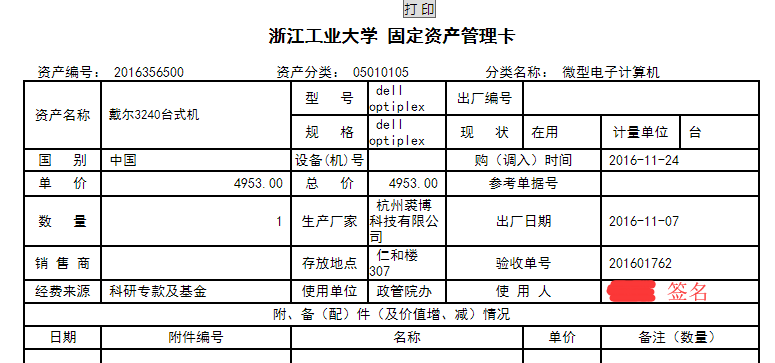 打 印
浙江工业大学 固定资产管理卡
资产编号： 2016356500 资产分类： 05010105 分类名称： 微型电子计算机
资产名称 戴尔3240台式机 型 号 dell optiplex 出厂编号
规 格 dell optiplex 现 状 在用 计量单位 台
国 别 中国 设备(机)号 购（调入）时间 2016-11-24
单 价 4953.00 总 价 4953.00 参考单据号
数 量 1 生产厂家 杭州裘博科技有限公司 出厂日期 2016-11-07
销 售 商 存放地点 仁和楼307 验收单号 201601762
经费来源 科研专款及基金 使用单位 政管院办 使 用 人 签名
附、备（配）件（及价值增、减）情况
日期 附件编号 名称 单价 备注（数量）